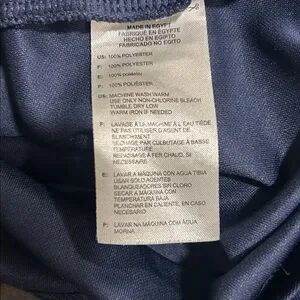 MADE IN EGYPT
FABRIQUÉ EN EGYPTE
HECHO EN EGIPTO
FABRICADO NO EGITO
US: 100% POLYESTER
F: 100% POLYESTER
E: 100% poliéster
P: 100% POLIÉSTER
US: MACHINE WASH WARM
USE ONLY NON-CHLORINE BLEACH
TUMBLE DRY LOW
WARM IRON IF NEEDED
F: LAVAGE À LA MACHINE À L EAU TIÈDE
NE PAS UTILISER D'AGENT DE
BLANCHIMENT
SÉCHAGE PAR CULBUTAGE À BASSE
TEMPÉRATURE
REPASSAGE À FER CHAUD, SI
NÉCESSAIRE
E: LAVAR A MÁQUINA CON AGUA TIBIA
USAR SOLO AGENTES
BLANQUEADORES SIN CLORO
SECAR A MÁQUINA CON
TEMPERATURA BAJA
PLANCHAR EN CALIENTE, EN CASO
NECESARIO
P: LAVAR NA MÁQUINA COM ÁGUA
MORNA